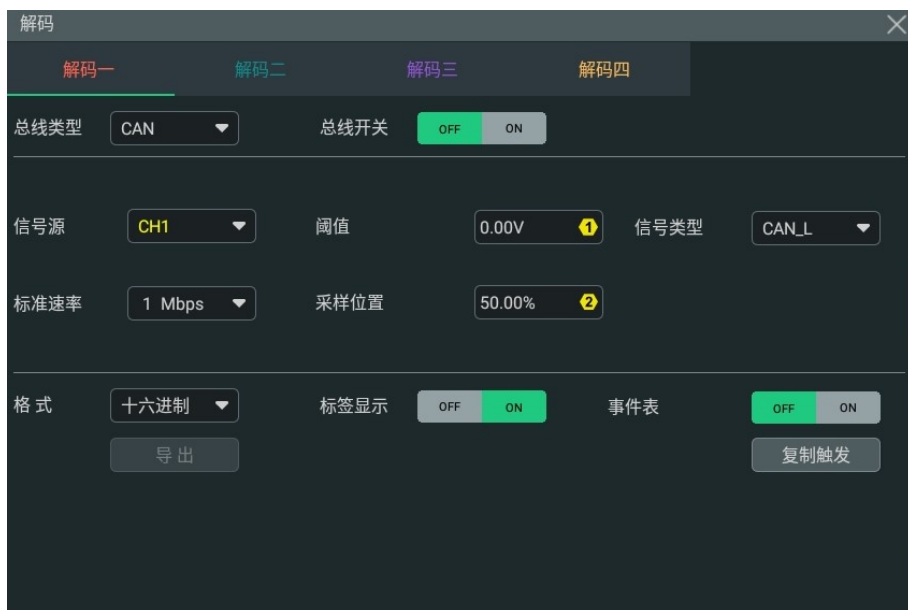 解码
解码一 解码二 解码三 解码四
总线类型 CAN 总线开关 OFF ON
信号源 CH1 阈值 0.00V 1 信号类型 CAN_L
标准速率 1 Mbps 采样位置 50.00% 2
格式 十六进制 标签显示 OFF ON 事件表 OFF ON
导出 复制触发